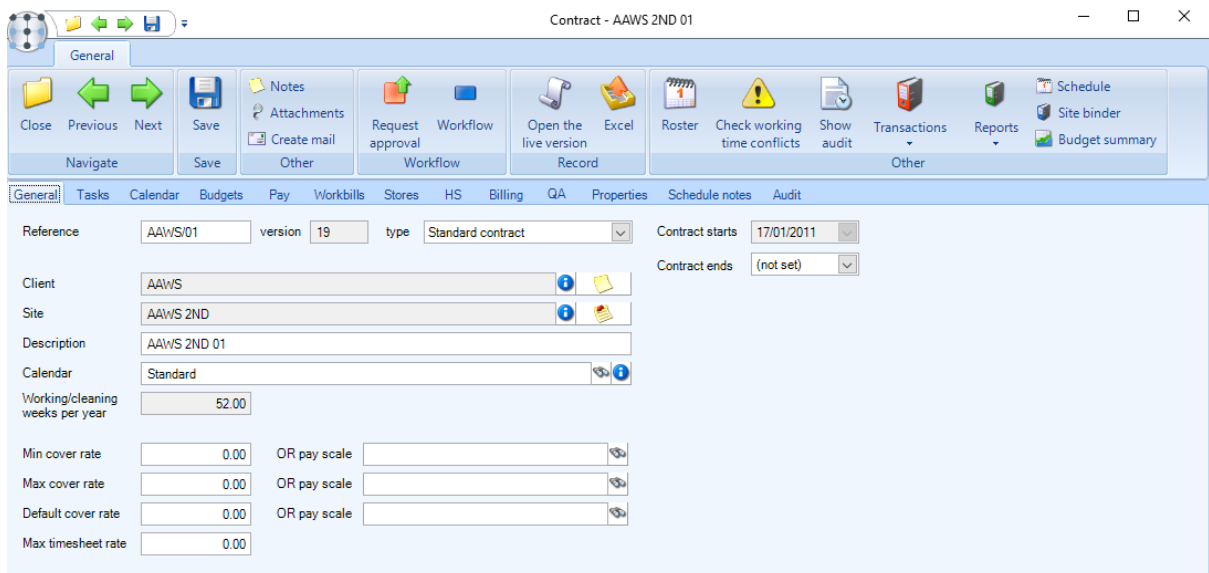 Contract - AAWS 2ND 01
General
Close Previous Next
Navigate
Save
Save
Notes
Attachments
Create mail
Other
Request approval Workflow
Workflow
Open the live version Excel
Record
1
Roster Check working time conflicts Show audit Transactions Reports
Schedule
Site binder
Budget summary
Other
General Tasks Calendar Budgets Pay Workbills Stores HS Billing QA Properties Schedule notes Audit
Reference AAWS/01 version 19 type Standard contract Contract starts 17/01/2011
Contract ends (not set)
Client AAWS
Site AAWS 2ND
Description AAWS 2ND 01
Calendar Standard
Working/cleaning
weeks per year 52.00
Min cover rate 0.00 OR pay scale
Max cover rate 0.00 OR pay scale
Default cover rate 0.00 OR pay scale
Max timesheet rate 0.00